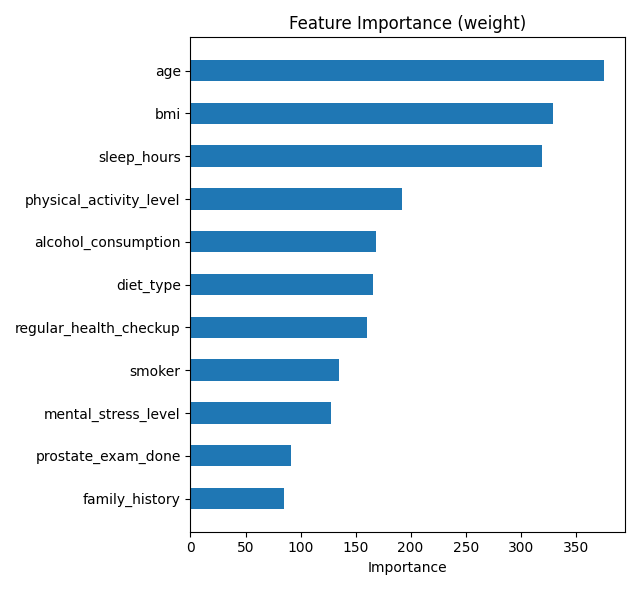 Feature Importance (weight)
age
bmi
sleep_hours
physical_activity_level
alcohol_consumption
diet_type
regular_health_checkup
smoker
mental_stress_level
prostate_exam_done
family_history
0 50 100 150 200 250 300 350
Importance